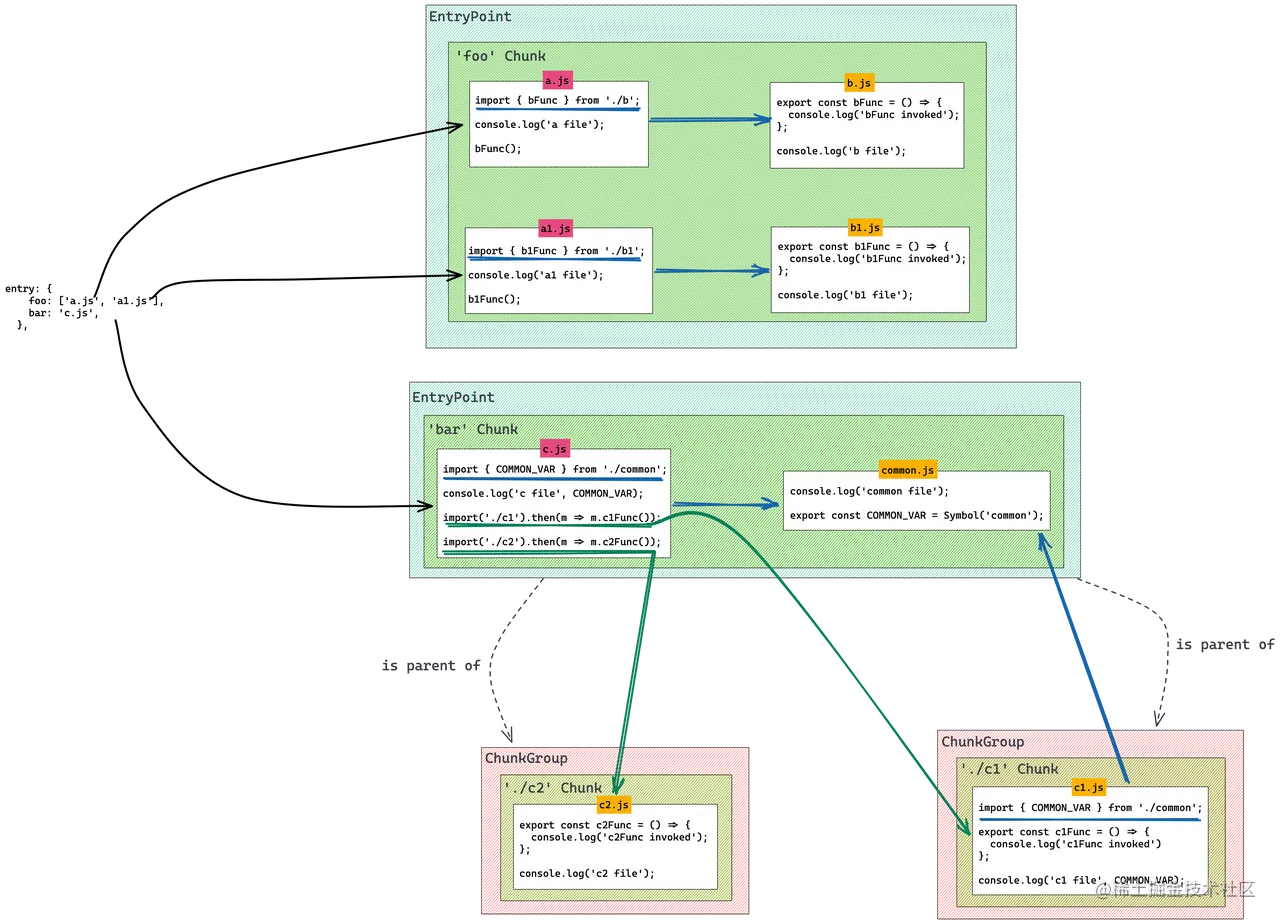 EntryPoint
'foo' Chunk
a.js
import { bFunc } from './b';
console.log('a file');
bFunc();
b.js
export const bFunc = () => {
console.log('bFunc invoked');
};
console.log('b file');
a1.js
import { b1Func } from './b1';
console.log('a1 file');
b1Func();
b1.js
export const b1Func = () => {
console.log('b1Func invoked');
};
console.log('b1 file');
entry: {
foo: ['a.js', 'a1.js'],
bar: 'c.js',
},
EntryPoint
'bar' Chunk
c.js
import { COMMON_VAR } from './common';
console.log('c file', COMMON_VAR);
import('./c1').then(m => m.c1Func());
import('./c2').then(m => m.c2Func());
common.js
console.log('common file');
export const COMMON_VAR = Symbol('common');
is parent of
is parent of
ChunkGroup
'./c2' Chunk
c2.js
export const c2Func = () => {
console.log('c2Func invoked');
};
console.log('c2 file');
ChunkGroup
'./c1' Chunk
c1.js
import { COMMON_VAR } from './common';
export const c1Func = () => {
console.log('c1Func invoked')
};
console.log('c1 file', COMMON_VAR);
@稀土掘金技术社区